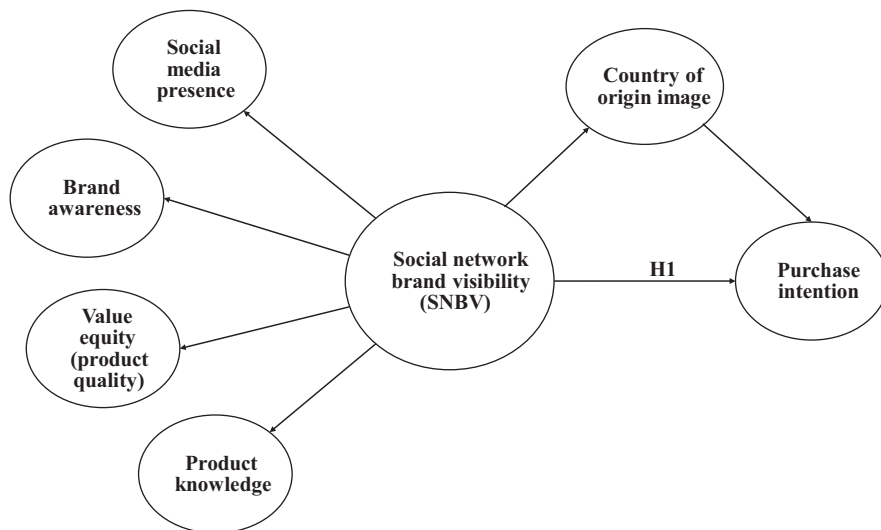 Social
media
presence
Country of
origin image
Brand
awareness
Social network
brand visibility
(SNBV)
H1
Purchase
intention
Value
equity
(product
quality)
Product
knowledge